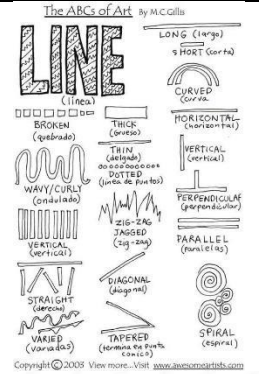 The ABCs of Art By M.C.Gillis
LINE
(línea)
BROKEN
(quebrado)
WAVY/CURLY
(ondulado)
VERTICAL
(vertical)
STRAIGHT
(derecho)
VARIED
(variadas)
THICK
(grueso)
THIN
(delgado)
DOTTED
(línea de puntos)
ZIG-ZAG
JAGGED
(zig-zag)
DIAGONAL
(diagonal)
TAPERED
(termina en punta
conico)
LONG (largo)
SHORT (corta)
CURVED
(curva
HORIZONTAL
(horizontal)
VERTICAL
(vertical)
PERPENDICULAR
(perpendicular)
PARALLEL
(paralelas)
SPIRAL
(espiral)
Copyright © 2005 View more...Visit www.awesomeartists.com